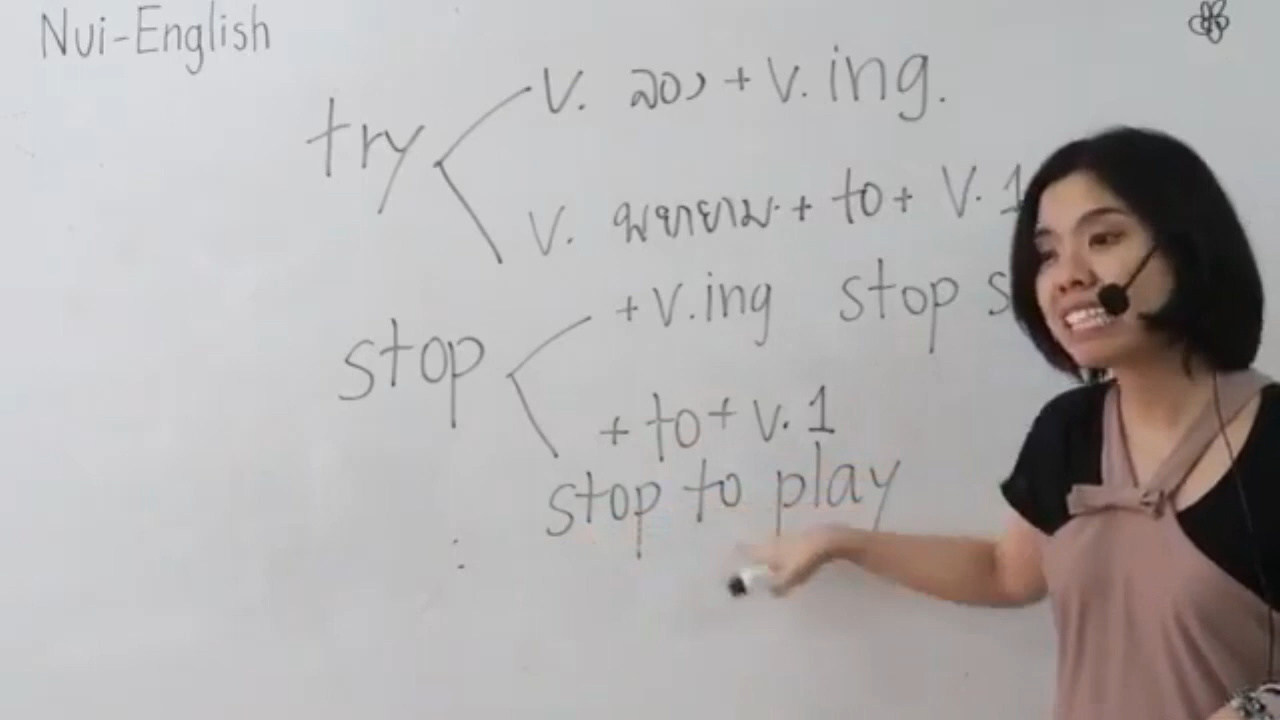 Nui-English
try
v. ลอง + v. ing.
v. พยายาม + to + v. 1
stop
+ v.ing stop s
+ to + v. 1
stop to play